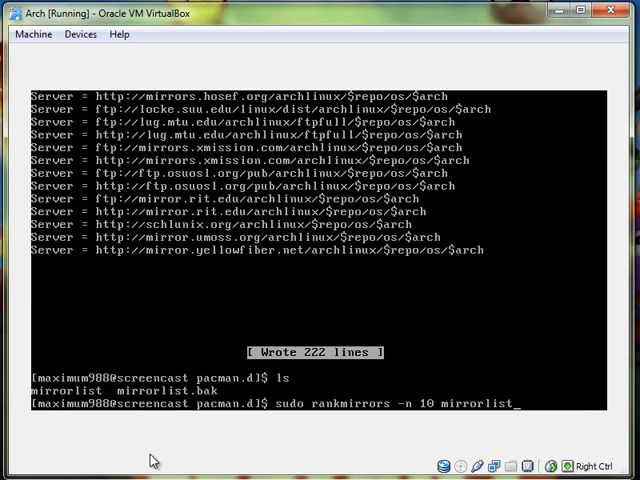 Arch [Running] - Oracle VM VirtualBox
Machine Devices Help
Server = http://mirrors.hosef.org/archlinux/$repo/os/$arch
Server = ftp://locke.suu.edu/linux/dist/archlinux/$repo/os/$arch
Server = ftp://lug.mtu.edu/archlinux/ftpfull/$repo/os/$arch
Server = http://lug.mtu.edu/archlinux/ftpfull/$repo/os/$arch
Server = ftp://mirrors.xmission.com/archlinux/$repo/os/$arch
Server = http://mirrors.xmission.com/archlinux/$repo/os/$arch
Server = ftp://ftp.osuosl.org/pub/archlinux/$repo/os/$arch
Server = http://ftp.osuosl.org/pub/archlinux/$repo/os/$arch
Server = ftp://mirror.rit.edu/archlinux/$repo/os/$arch
Server = http://mirror.rit.edu/archlinux/$repo/os/$arch
Server = http://schlunix.org/archlinux/$repo/os/$arch
Server = http://mirror.umoss.org/archlinux/$repo/os/$arch
Server = http://mirror.yellowfiber.net/archlinux/$repo/os/$arch
[ Wrote 222 lines ]
[maximum988@screencast pacman.d]$ ls
mirrorlist mirrorlist.bak
[maximum988@screencast pacman.d]$ sudo rankmirrors -n 10 mirrorlist_
Right Ctrl